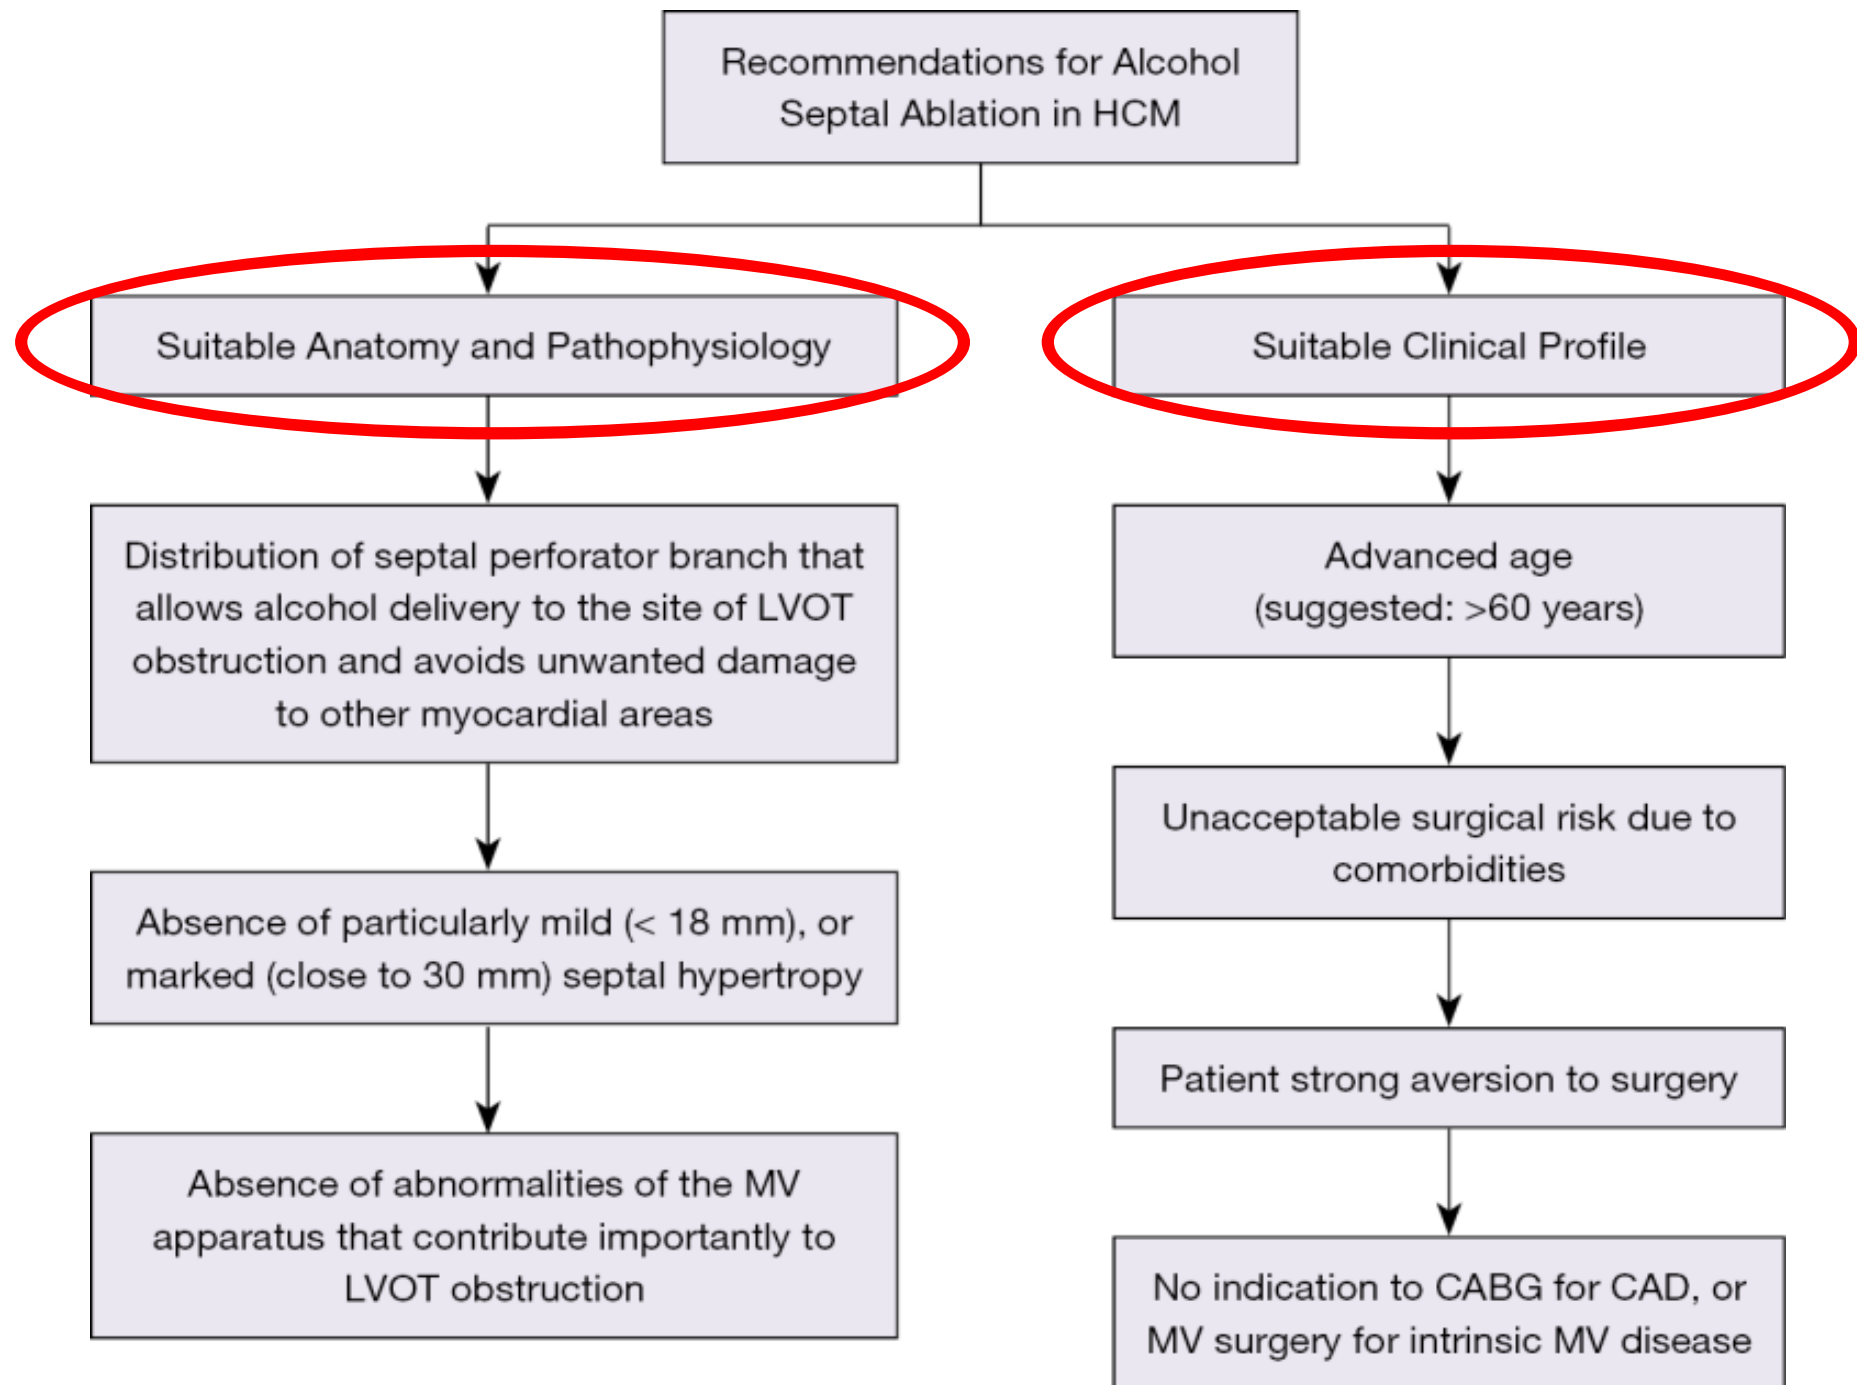 Recommendations for Alcohol
Septal Ablation in HCM
Suitable Anatomy and Pathophysiology
Distribution of septal perforator branch that
allows alcohol delivery to the site of LVOT
obstruction and avoids unwanted damage
to other myocardial areas
Absence of particularly mild (< 18 mm), or
marked (close to 30 mm) septal hypertropy
Absence of abnormalities of the MV
apparatus that contribute importantly to
LVOT obstruction
Suitable Clinical Profile
Advanced age
(suggested: >60 years)
Unacceptable surgical risk due to
comorbidities
Patient strong aversion to surgery
No indication to CABG for CAD, or
MV surgery for intrinsic MV disease